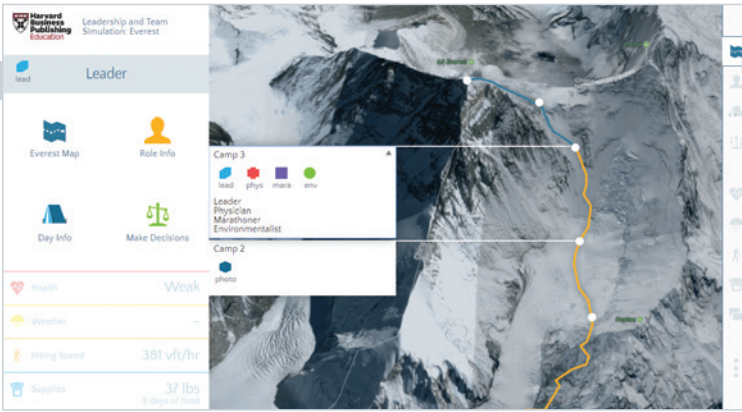 Harvard
Business
Publishing
Education
Leadership and Team
Simulation: Everest
lead
Leader
Everest Map
Role Info
Day Info
Make Decisions
Health
Weak
Weather
--
Hiking Speed
381 vft/hr
Supplies
37 lbs
9 days of food
Camp 3
lead
phys
mara
env
Leader
Physician
Marathoner
Environmentalist
Camp 2
photo